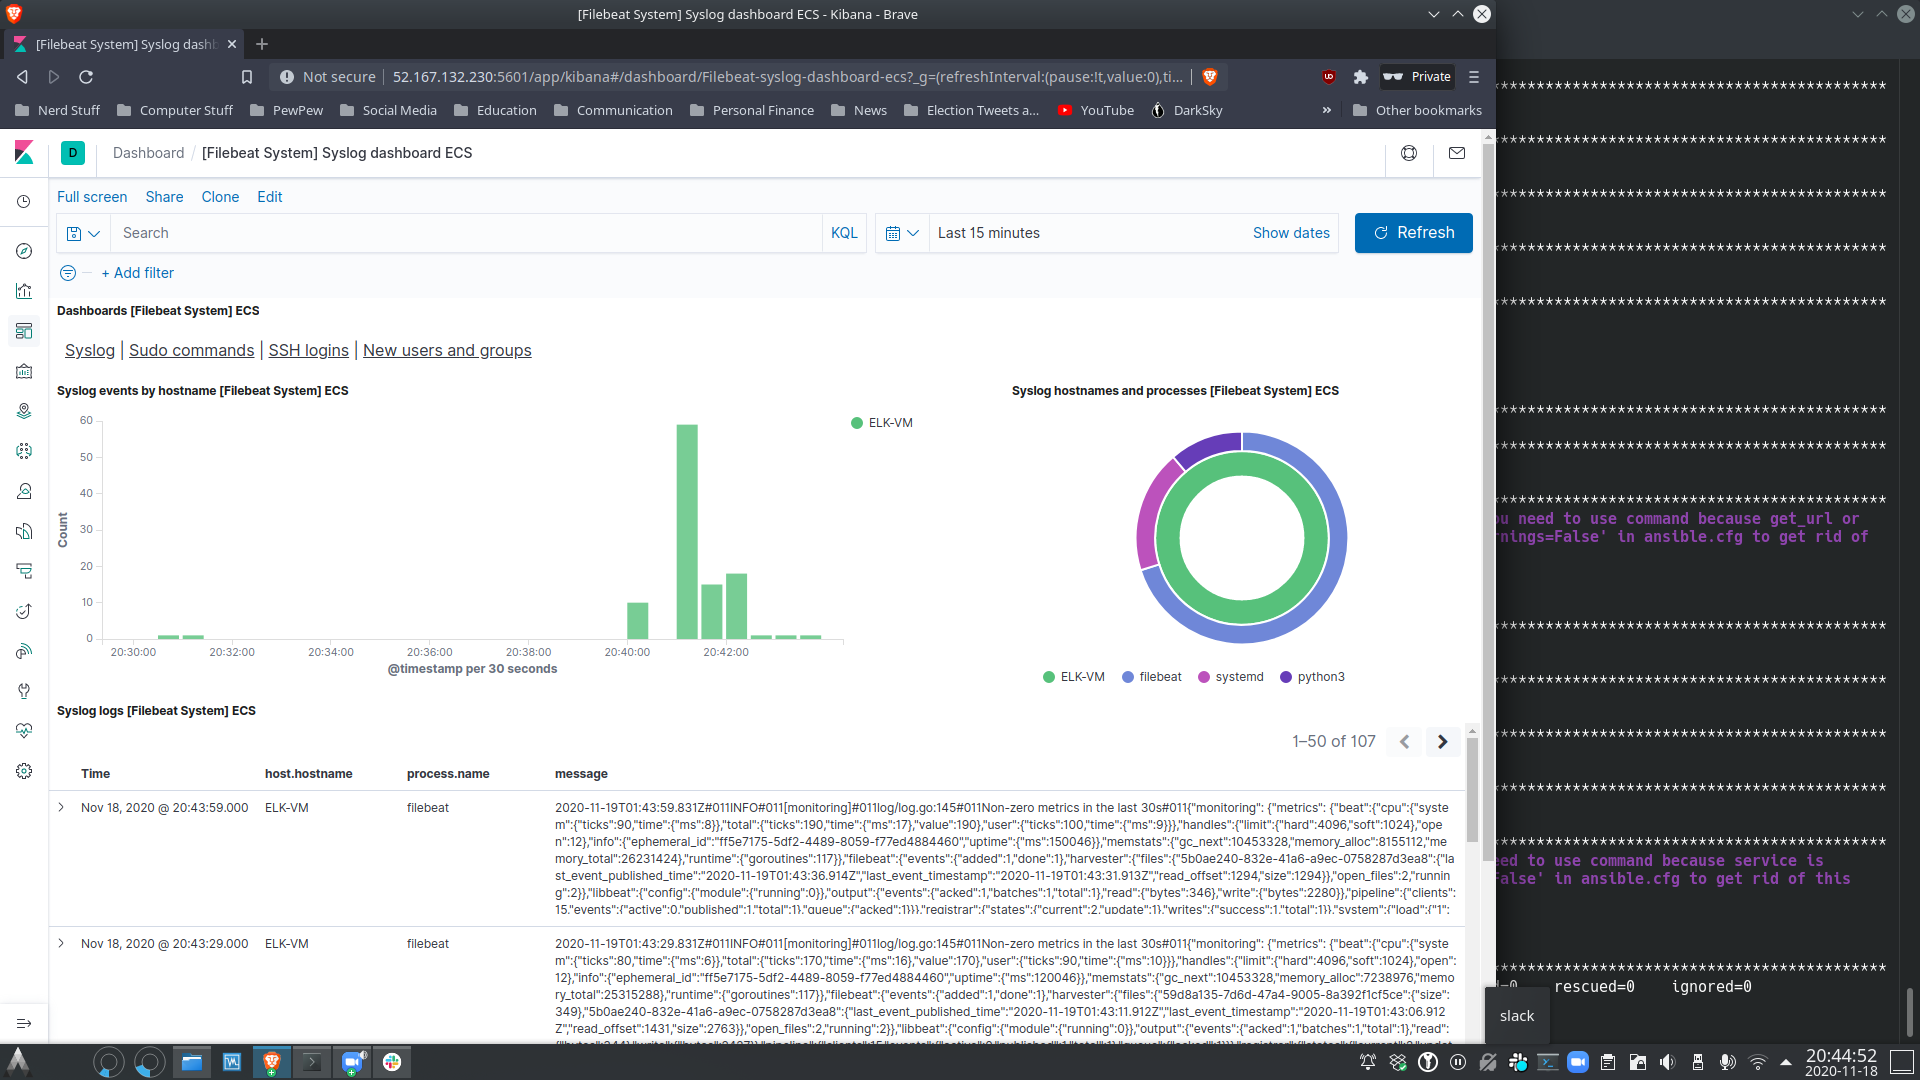 [Filebeat System] Syslog dashboard ECS - Kibana - Brave
[Filebeat System] Syslog dashb
Not secure
52.167.132.230:5601/app/kibana#/dashboard/Filebeat-syslog-dashboard-ecs?_g=(refreshInterval:(pause:!t,value:0),ti...
Private
Nerd Stuff
Computer Stuff
PewPew
Social Media
Education
Communication
Personal Finance
News
Election Tweets a...
YouTube
DarkSky
»
Other bookmarks
D
Dashboard / [Filebeat System] Syslog dashboard ECS
Full screen
Share
Clone
Edit
Search
KQL
Last 15 minutes
Show dates
Refresh
+ Add filter
Dashboards [Filebeat System] ECS
Syslog | Sudo commands | SSH logins | New users and groups
Syslog events by hostname [Filebeat System] ECS
60
50
40
30
20
10
0
Count
20:30:00
20:32:00
20:34:00
20:36:00
20:38:00
20:40:00
20:42:00
@timestamp per 30 seconds
ELK-VM
Syslog hostnames and processes [Filebeat System] ECS
ELK-VM
filebeat
systemd
python3
Syslog logs [Filebeat System] ECS
1–50 of 107
Time
host.hostname
process.name
message
Nov 18, 2020 @ 20:43:59.000
ELK-VM
filebeat
2020-11-19T01:43:59.831Z#011INFO#011[monitoring]#011log/log.go:145#011Non-zero metrics in the last 30s#011{"monitoring": {"metrics": {"beat":{"cpu":{"syste
m":{"ticks":90,"time":{"ms":8}},"total":{"ticks":190,"time":{"ms":17},"value":190},"user":{"ticks":100,"time":{"ms":9}}},"handles":{"limit":{"hard":4096,"soft":1024},"ope
n":12},"info":{"ephemeral_id":"ff5e7175-5df2-4489-8059-f77ed4884460","uptime":{"ms":150046}},"memstats":{"gc_next":10453328,"memory_alloc":8155112,"me
mory_total":26231424},"runtime":{"goroutines":117}},"filebeat":{"events":{"added":1,"done":1},"harvester":{"files":{"5b0ae240-832e-41a6-a9ec-0758287d3ea8":{"la
st_event_published_time":"2020-11-19T01:43:36.914Z","last_event_timestamp":"2020-11-19T01:43:31.913Z","read_offset":1294,"size":1294}},"open_files":2,"runnin
g":2}},"libbeat":{"config":{"module":{"running":0}},"output":{"events":{"acked":1,"batches":1,"total":1},"read":{"bytes":346},"write":{"bytes":2280}},"pipeline":{"clients":
15,"events":{"active":0,"published":1,"total":1},"queue":{"acked":1}}},"registrar":{"states":{"current":2,"update":1},"writes":{"success":1,"total":1}},"system":{"load":{"1":
Nov 18, 2020 @ 20:43:29.000
ELK-VM
filebeat
2020-11-19T01:43:29.831Z#011INFO#011[monitoring]#011log/log.go:145#011Non-zero metrics in the last 30s#011{"monitoring": {"metrics": {"beat":{"cpu":{"syste
m":{"ticks":80,"time":{"ms":6}},"total":{"ticks":170,"time":{"ms":16},"value":170},"user":{"ticks":90,"time":{"ms":10}}},"handles":{"limit":{"hard":4096,"soft":1024},"open":
12},"info":{"ephemeral_id":"ff5e7175-5df2-4489-8059-f77ed4884460","uptime":{"ms":120046}},"memstats":{"gc_next":10453328,"memory_alloc":7238976,"memo
ry_total":25315288},"runtime":{"goroutines":117}},"filebeat":{"events":{"added":1,"done":1},"harvester":{"files":{"59d8a135-7d6d-47a4-9005-8a392f1cf5ce":{"size":
349},"5b0ae240-832e-41a6-a9ec-0758287d3ea8":{"last_event_published_time":"2020-11-19T01:43:11.912Z","last_event_timestamp":"2020-11-19T01:43:06.912
Z","read_offset":1431,"size":2763}},"open_files":2,"running":2}},"libbeat":{"config":{"module":{"running":0}},"output":{"events":{"acked":1,"batches":1,"total":1},"read":
*******************************************
*******************************************
*******************************************
*******************************************
*******************************************
*******************************************
*******************************************
*******************************************
ou need to use command because get_url or
rnings=False' in ansible.cfg to get rid of
*******************************************
*******************************************
*******************************************
*******************************************
*******************************************
eed to use command because service is
False' in ansible.cfg to get rid of this
*******************************************
d=0 rescued=0 ignored=0
slack
20:44:52
2020-11-18